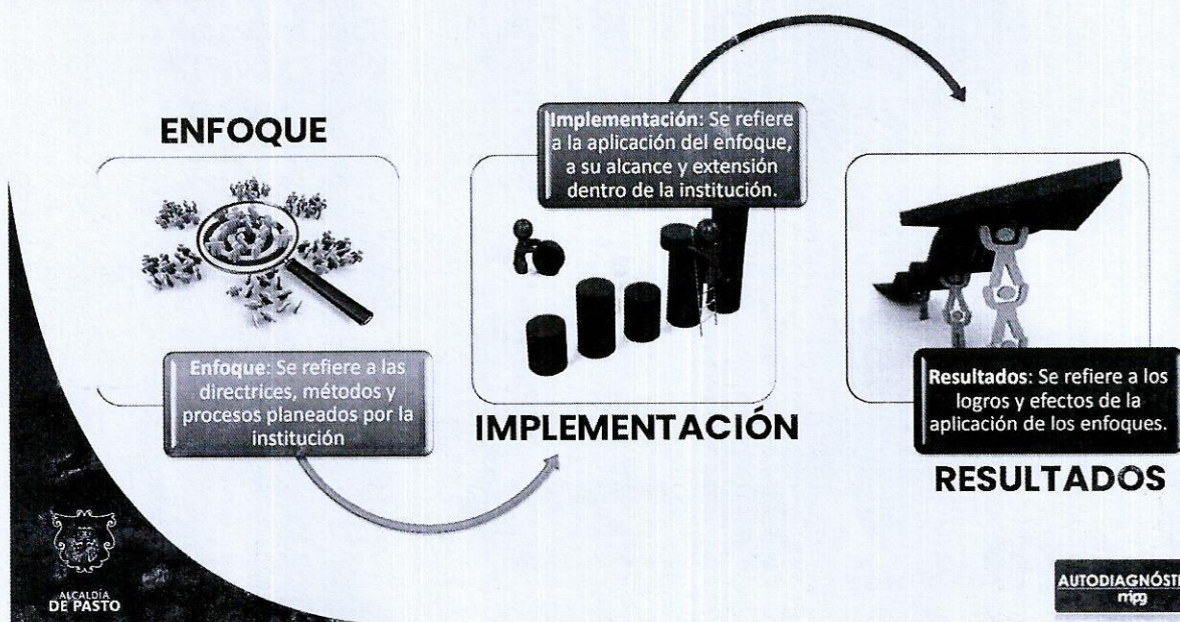 ENFOQUE
Enfoque: Se refiere a las
directrices, métodos y
procesos planeados por la
institución
Implementación: Se refiere
a la aplicación del enfoque,
a su alcance y extensión
dentro de la institución.
IMPLEMENTACIÓN
Resultados: Se refiere a los
logros y efectos de la
aplicación de los enfoques.
RESULTADOS
ALCALDÍA
DE PASTO
AUTODIAGNÓST
mipg